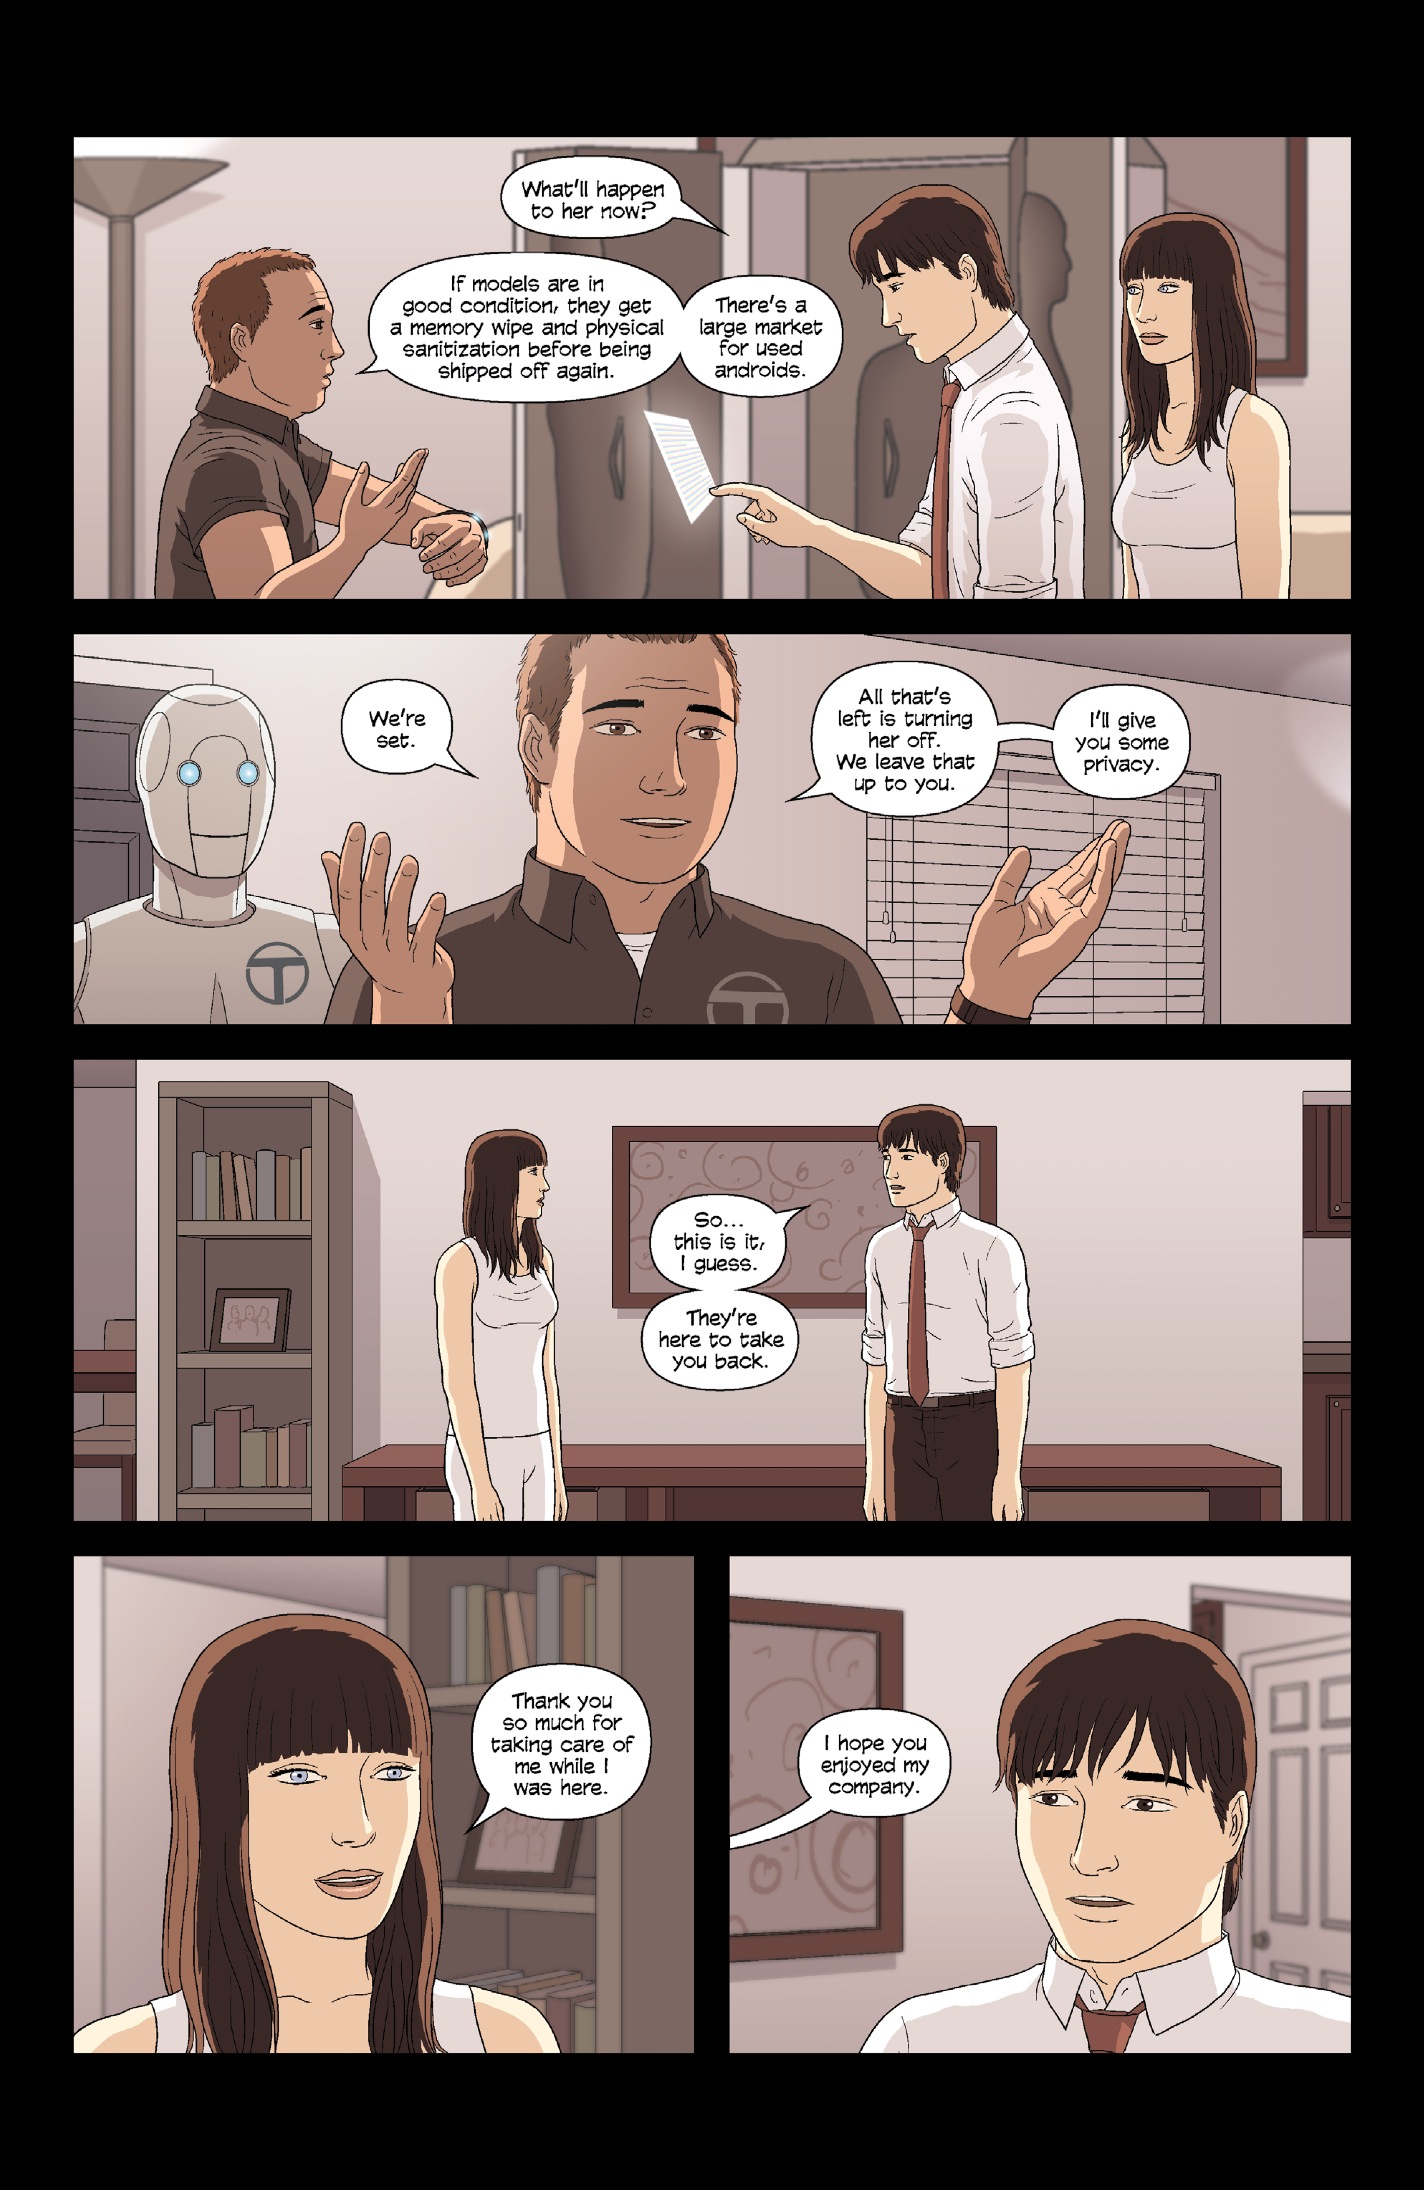 What'll happen
to her now?
If models are in
good condition, they get
a memory wipe and physical
sanitization before being
shipped off again.
There's a
large market
for used
androids.
We're
set.
All that's
left is turning
her off.
We leave that
up to you.
I'll give
you some
privacy.
T
T
So...
this is it,
I guess.
They're
here to take
you back.
Thank you
so much for
taking care of
me while I
was here.
I hope you
enjoyed my
company.